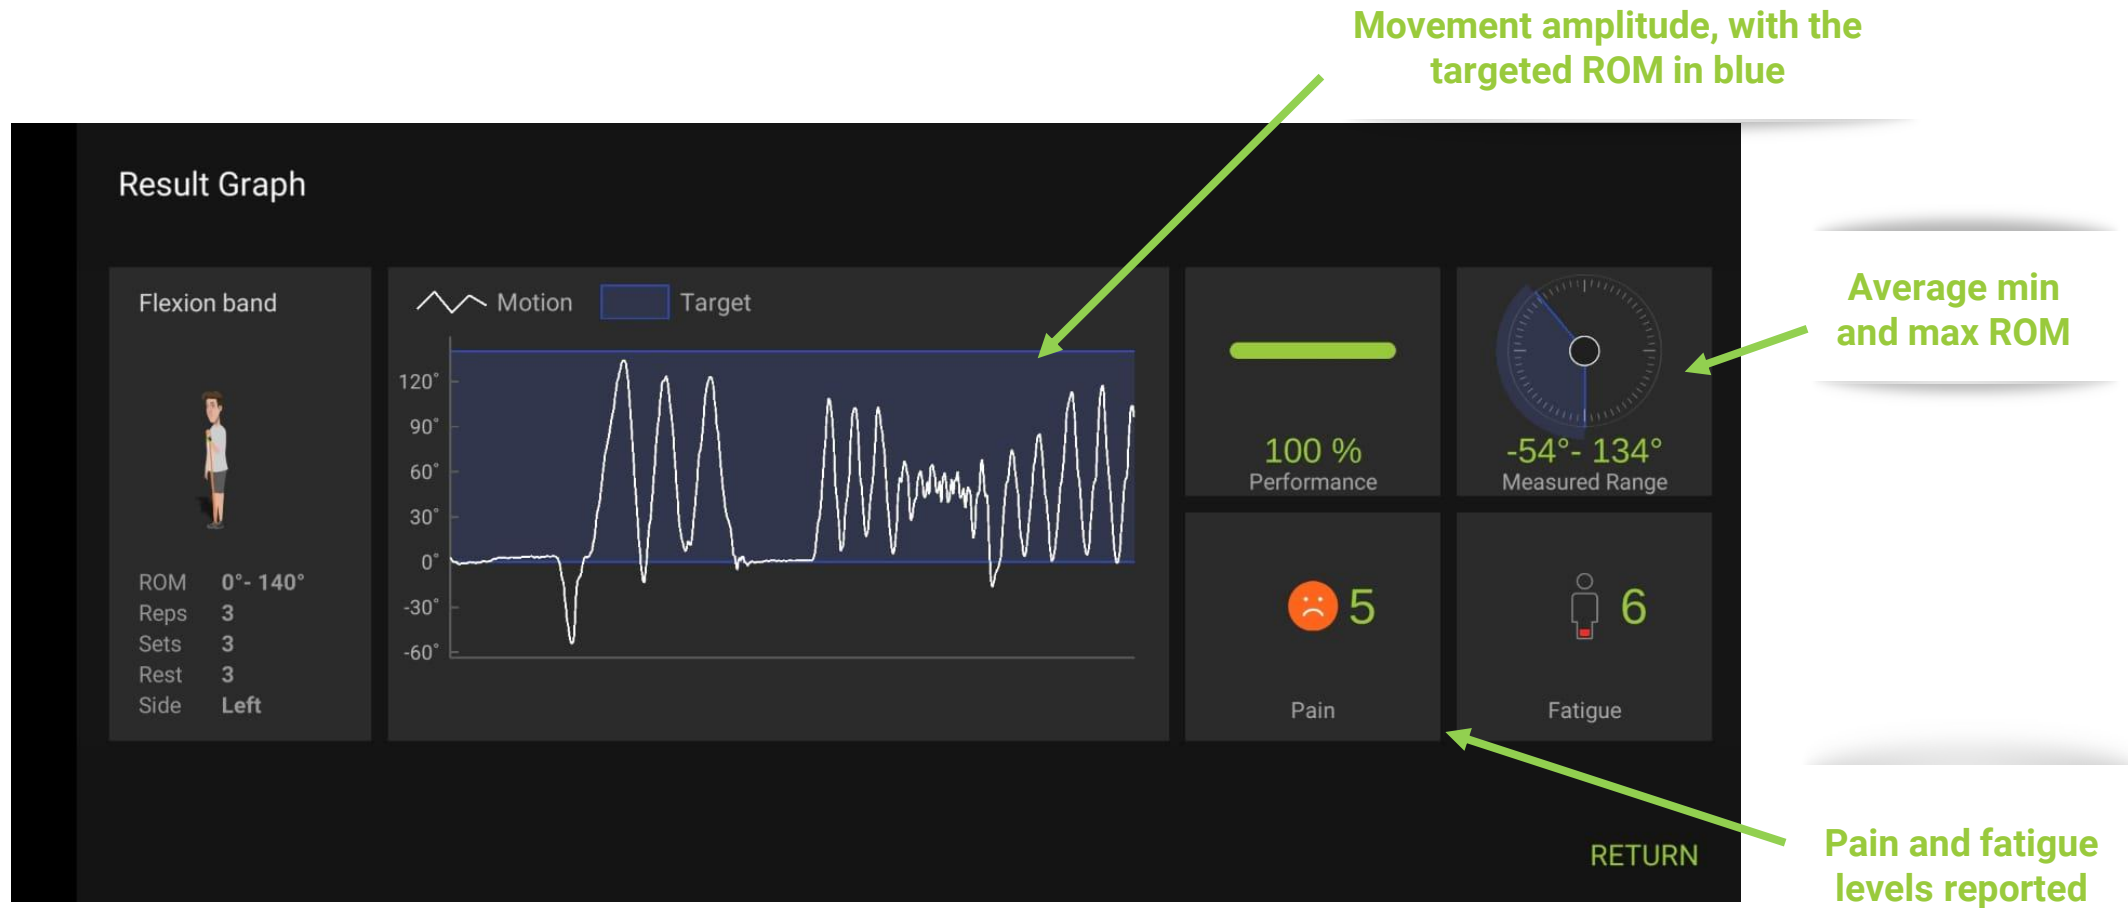 Movement amplitude, with the
targeted ROM in blue
Result Graph
Flexion band
ROM 0°- 140°
Reps 3
Sets 3
Rest 3
Side Left
Motion Target
120°
90°
60°
30°
0°
-30°
-60°
100 %
Performance
-54°- 134°
Measured Range
5
Pain
6
Fatigue
RETURN
Average min
and max ROM
Pain and fatigue
levels reported